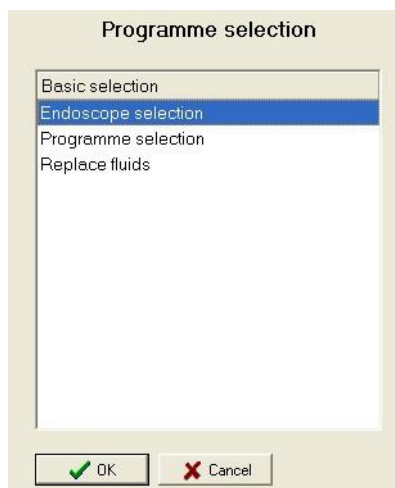 Programme selection
Basic selection
Endoscope selection
Programme selection
Replace fluids
OK
Cancel